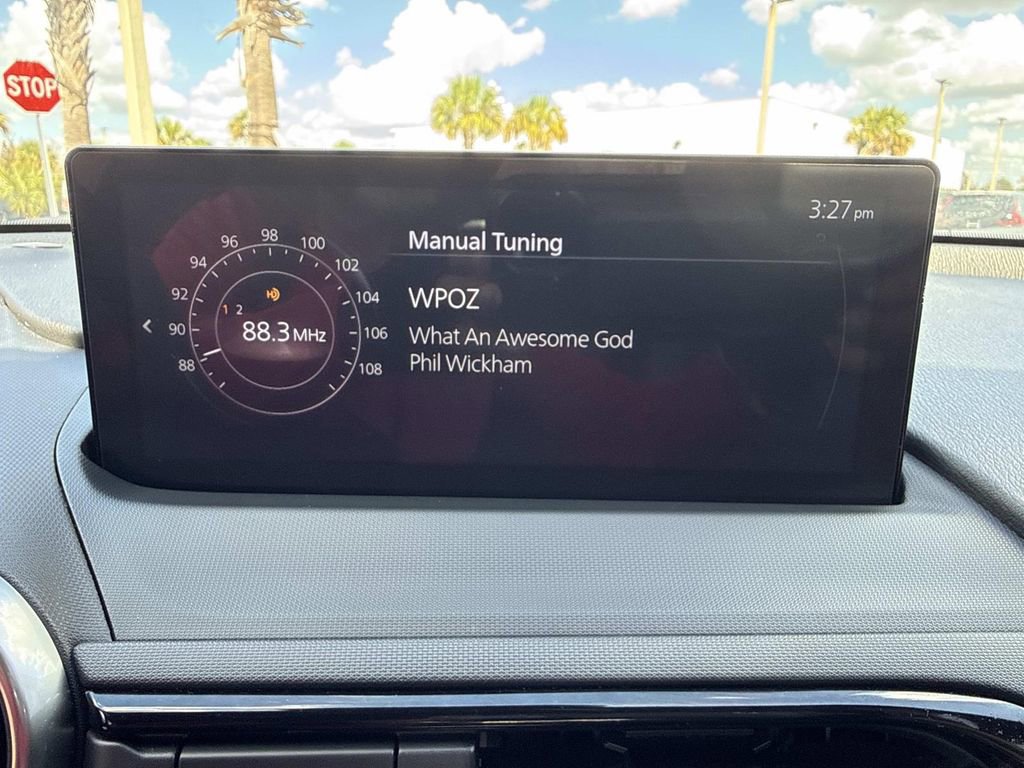 STOP
3:27 pm
Manual Tuning
98
96
100
94
102
92
104
90
106
88
108
HD
1 2
88.3 MHz
WPOZ
What An Awesome God
Phil Wickham